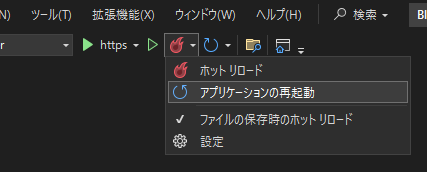 (N) ツール(T) 拡張機能(X) ウィンドウ(W) ヘルプ(H) 検索
https
ホット リロード
アプリケーションの再起動
ファイルの保存時のホット リロード
設定